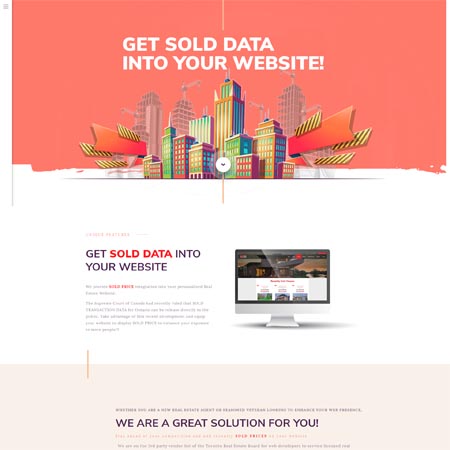 GET SOLD DATA
INTO YOUR WEBSITE!
UNIQUE FEATURES
GET SOLD DATA INTO
YOUR WEBSITE
We provide SOLD PRICE integration into your personalized Real
Estate Website
The Supreme Court of Canada had recently ruled that SOLD
TRANSACTION DATA for Ontario can be release directly to the
public. Take advantage of this recent development and equip
your website to display SOLD PRICE to increase your exposure
to more people!!
WHETHER YOU ARE A NEW REAL ESTATE AGENT OR SEASONED VETERAN LOOKING TO ENHANCE YOUR WEB PRESENCE,
WE ARE A GREAT SOLUTION FOR YOU!
Stay ahead of your competition and add recently SOLD PRICES to your website
We are on the 3rd party vendor list of the Toronto Real Estate Board for web developers to service licensed real